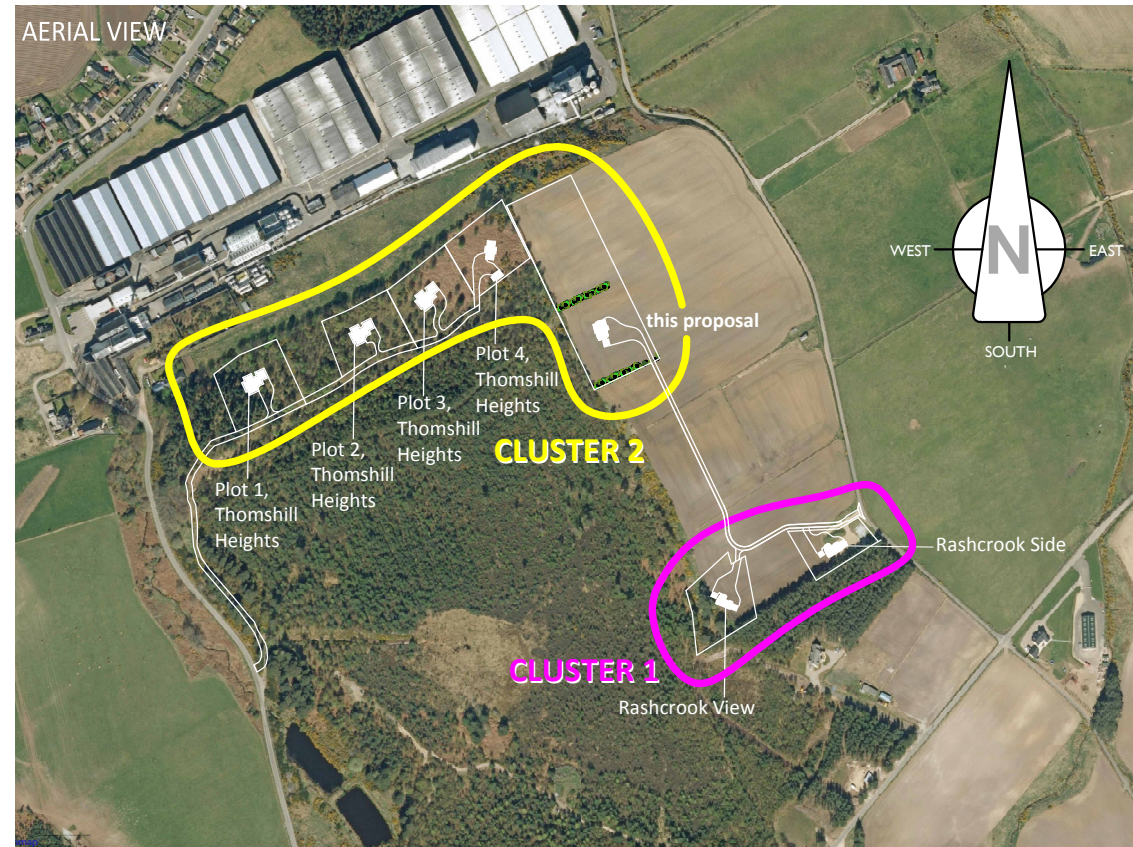 AERIAL VIEW
WEST
N
EAST
SOUTH
this proposal
Plot 4,
Thomshill
Heights
Plot 3,
Thomshill
Heights
CLUSTER 2
Plot 2,
Thomshill
Heights
Plot 1,
Thomshill
Heights
Rashcrook Side
CLUSTER 1
Rashcrook View